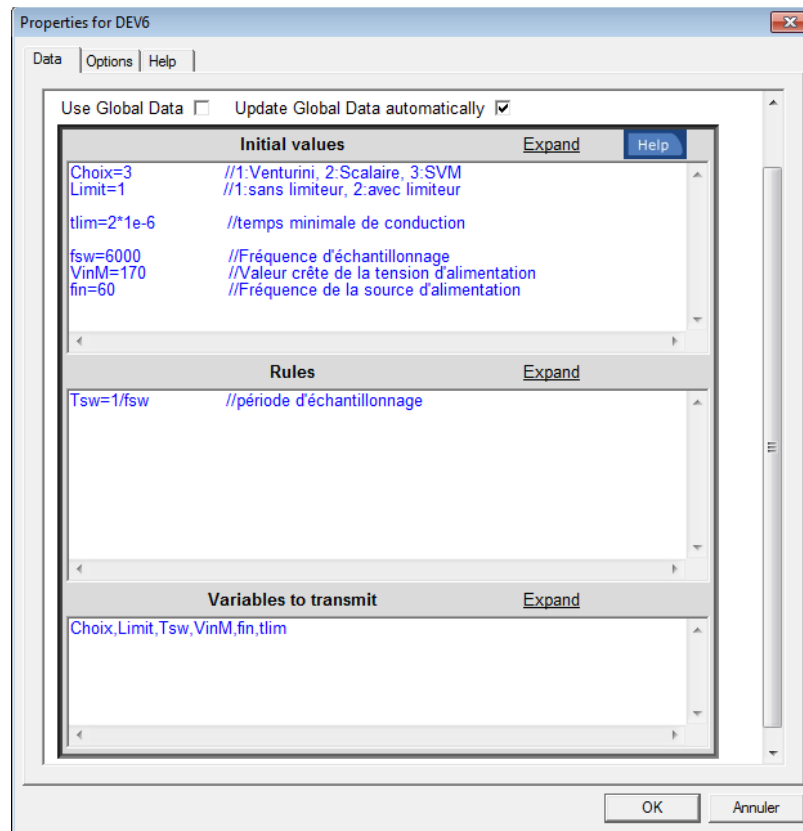 Properties for DEV6
Data Options Help
Use Global Data Update Global Data automatically
Initial values Expand Help
Choix=3 //1:Venturini, 2:Scalaire, 3:SVM
Limit=1 //1:sans limiteur, 2:avec limiteur
tlim=2*1e-6 //temps minimale de conduction
fsw=6000 //Fréquence d'échantillonnage
VinM=170 //Valeur crête de la tension d'alimentation
fin=60 //Fréquence de la source d'alimentation
Rules Expand
Tsw=1/fsw //période d'échantillonnage
Variables to transmit Expand
Choix,Limit,Tsw,VinM,fin,tlim
OK Annuler